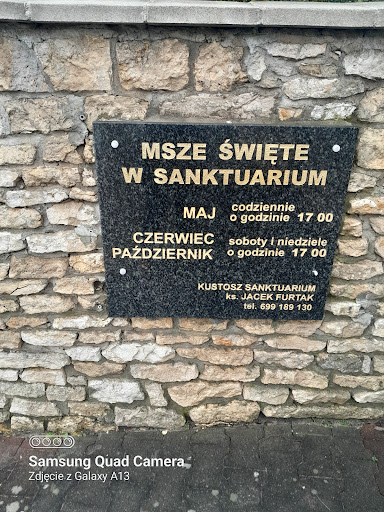 MSZE ŚWIĘTE
W SANKTUARIUM
MAJ codziennie
o godzinie 17 00
CZERWIEC soboty i niedziele
PAŹDZIERNIK o godzinie 17 00
KUSTOSZ SANKTUARIUM
ks. JACEK FURTAK
tel. 699 189 130
Samsung Quad Camera
Zdjęcie z Galaxy A13